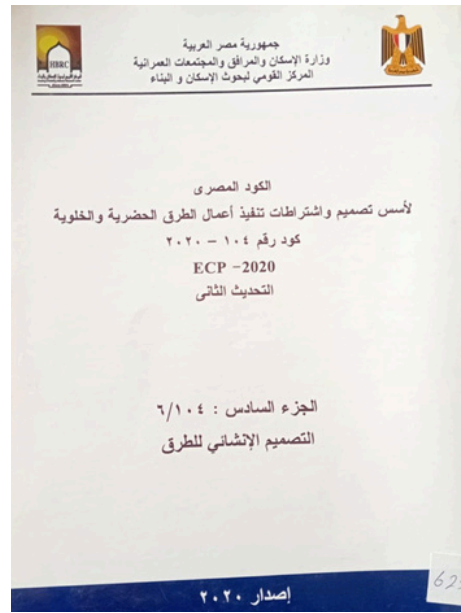 جمهورية مصر العربية
وزارة الإسكان والمرافق والمجتمعات العمرانية
المركز القومي لبحوث الإسكان و البناء
HBRC
الكود المصرى
لأسس تصميم واشتراطات تنفيذ أعمال الطرق الحضرية والخلوية
كود رقم ١٠٤ – ٢٠٢٠
ECP -2020
التحديث الثانى
الجزء السادس : ٦/١٠٤
التصميم الإنشائي للطرق
إصدار ٢٠٢٠